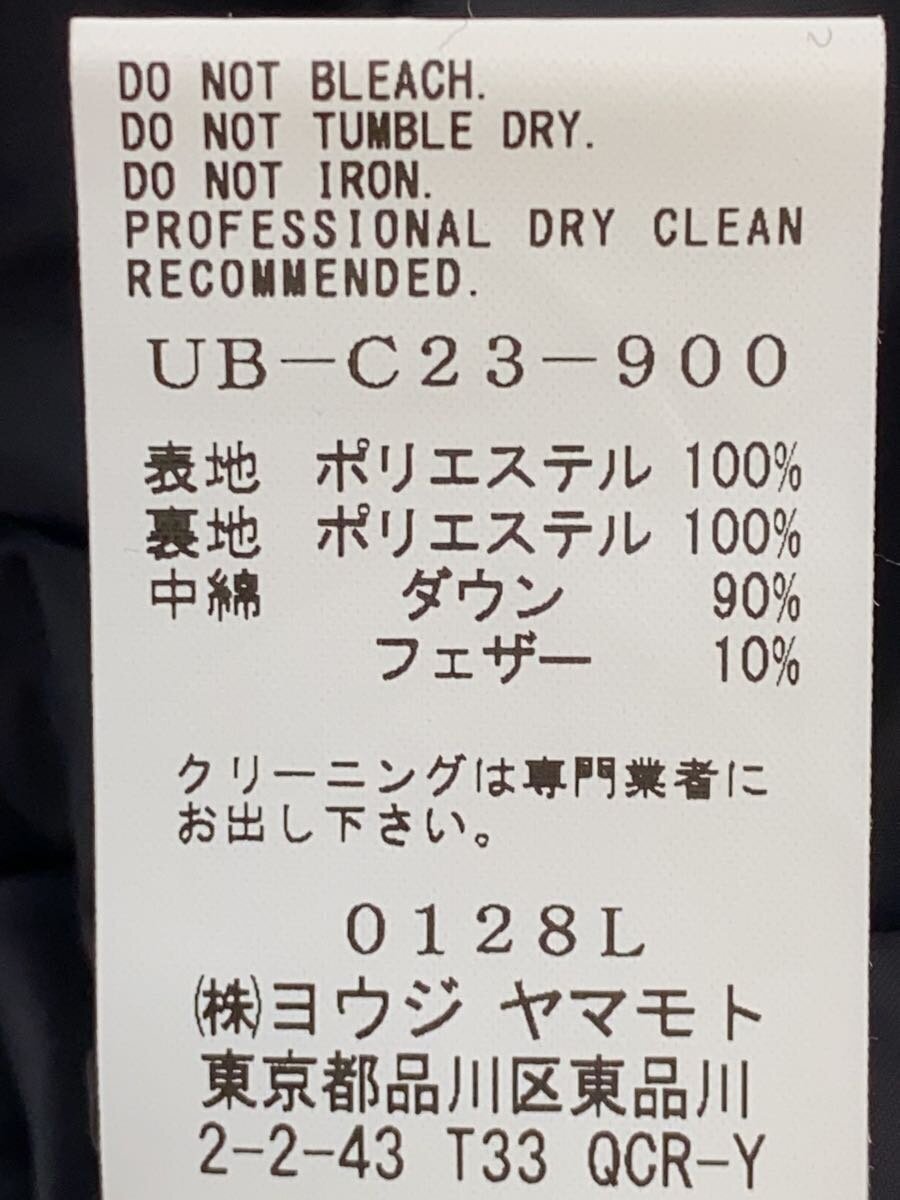 DO NOT BLEACH.
DO NOT TUMBLE DRY.
DO NOT IRON.
PROFESSIONAL DRY CLEAN
RECOMMENDED.
UB-C23-900
表地 ポリエステル 100%
裏地 ポリエステル 100%
中綿 ダウン 90%
フェザー 10%
クリーニングは専門業者に
お出し下さい。
0128L
㈱ヨウジ ヤマモト
東京都品川区東品川
2-2-43 T33 QCR-Y